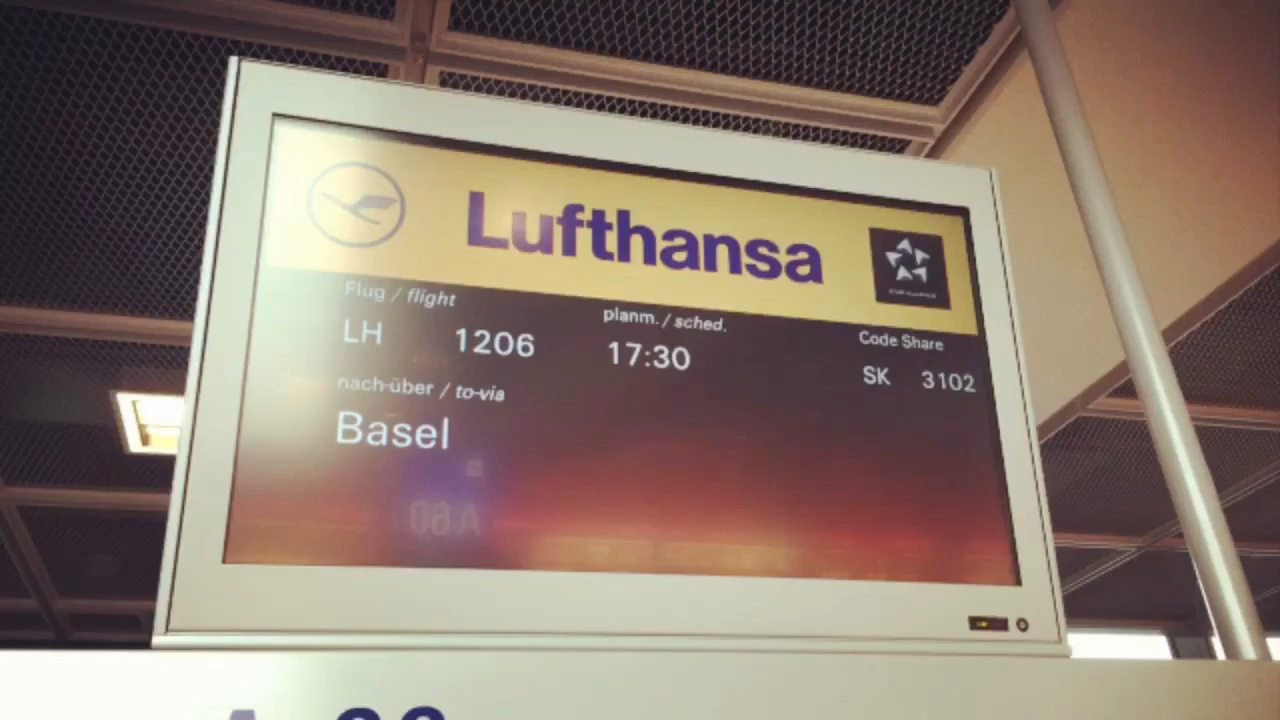 Lufthansa
Flug / flight
planm. / sched.
Code Share
LH 1206
17:30
SK 3102
nach-über / to-via
Basel